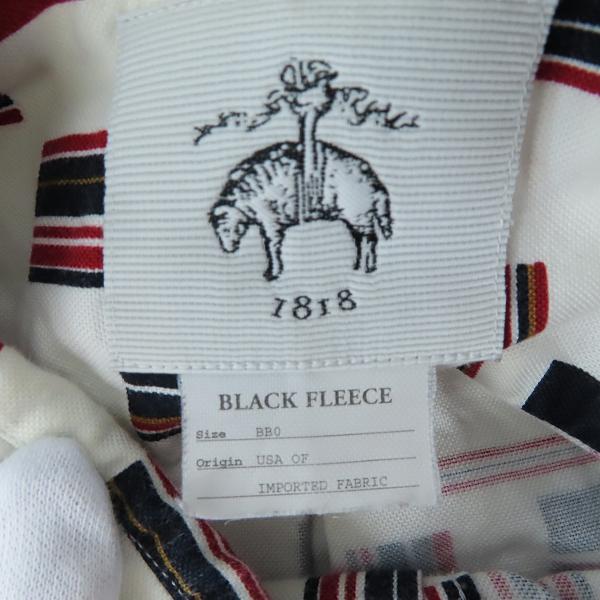 1818
BLACK FLEECE
Size BB0
Origin USA OF
IMPORTED FABRIC